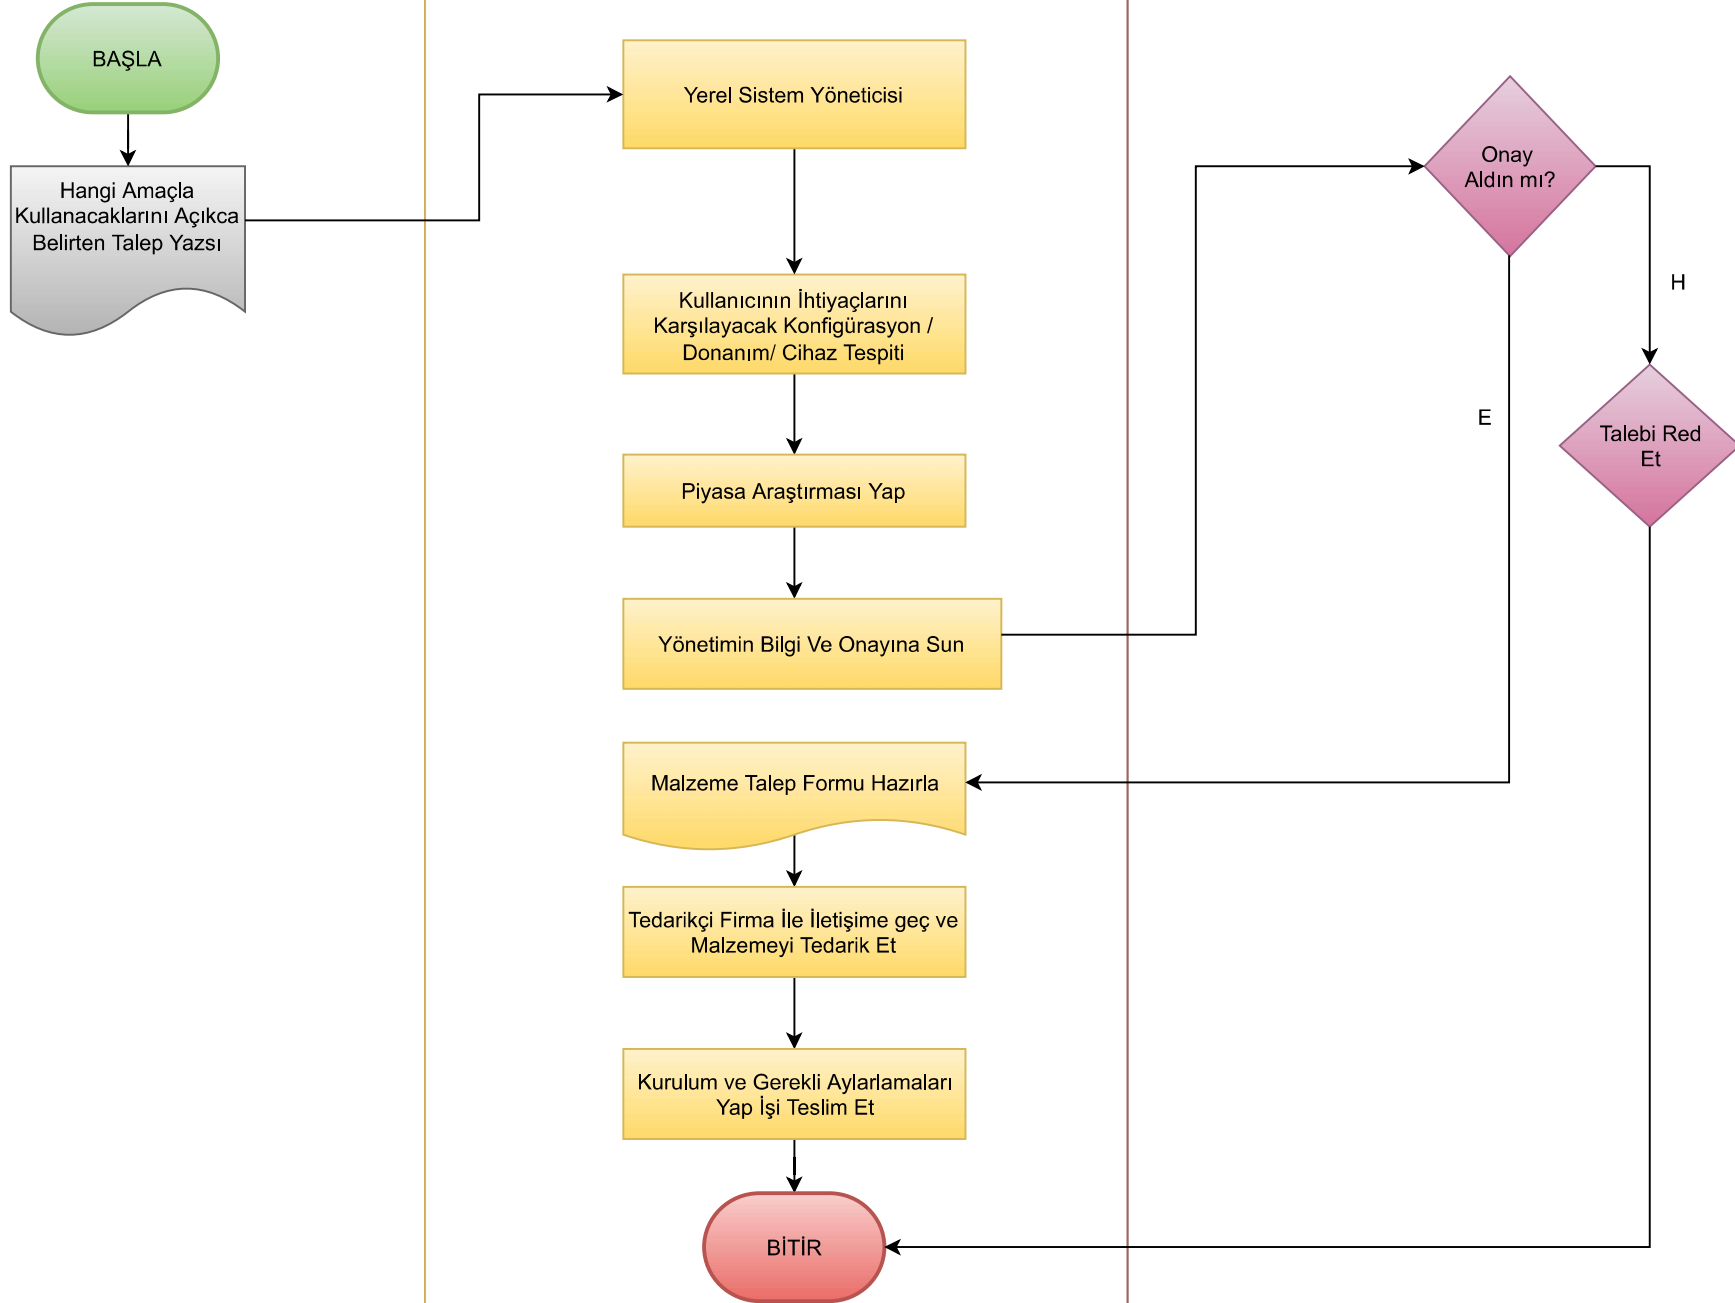 BAŞLA
Hangi Amaçla
Kullanacaklarını Açıkca
Belirten Talep Yazsı
Yerel Sistem Yöneticisi
Kullanıcının İhtiyaçlarını
Karşılayacak Konfigürasyon /
Donanım/ Cihaz Tespiti
Piyasa Araştırması Yap
Yönetimin Bilgi Ve Onayına Sun
Onay
Aldın mı?
H
E
Talebi Red
Et
Malzeme Talep Formu Hazırla
Tedarikçi Firma İle İletişime geç ve
Malzemeyi Tedarik Et
Kurulum ve Gerekli Aylarlamaları
Yap İşi Teslim Et
BİTİR